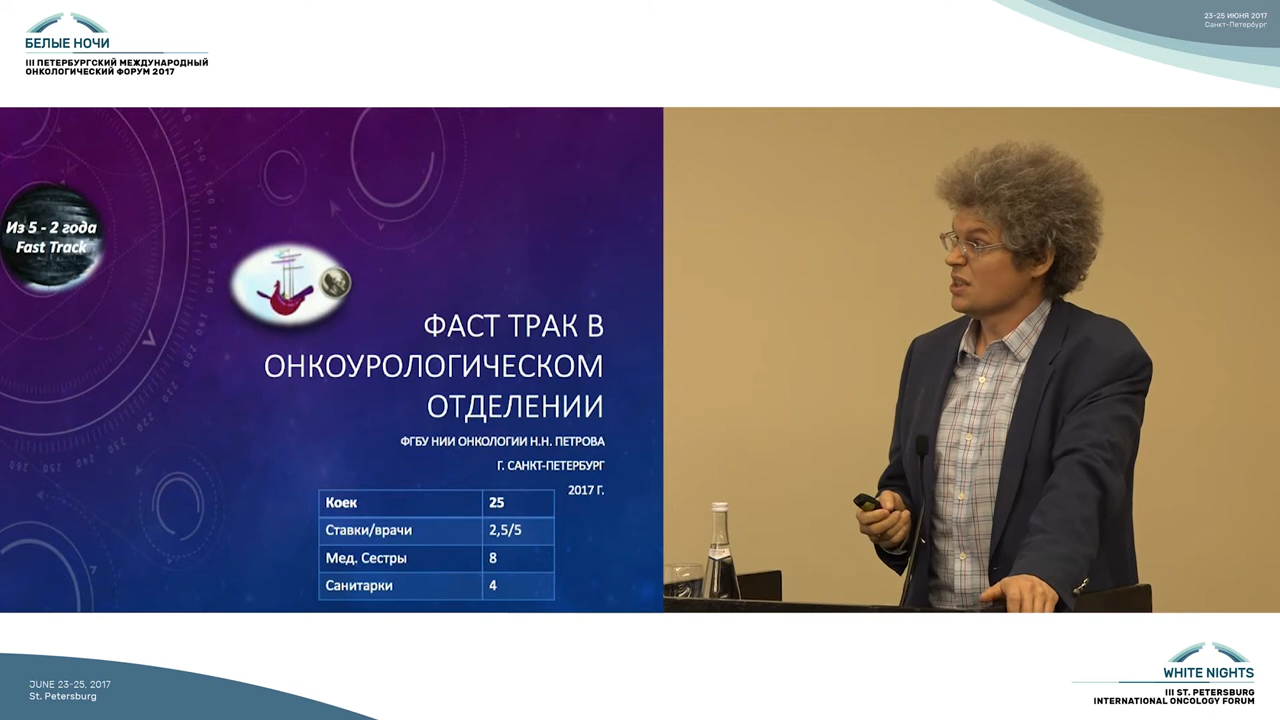 БЕЛЫЕ НОЧИ
III ПЕТЕРБУРГСКИЙ МЕЖДУНАРОДНЫЙ
ОНКОЛОГИЧЕСКИЙ ФОРУМ 2017
23-25 ИЮНЯ 2017
Санкт-Петербург
Из 5 - 2 года
Fast Track
ФАСТ ТРАК В
ОНКОУРОЛОГИЧЕСКОМ
ОТДЕЛЕНИИ
ФГБУ НИИ ОНКОЛОГИИ Н.Н. ПЕТРОВА
Г. САНКТ-ПЕТЕРБУРГ
2017 Г.
Коек 25
Ставки/врачи 2,5/5
Мед. Сестры 8
Санитарки 4
JUNE 23-25, 2017
St. Petersburg
WHITE NIGHTS
III ST. PETERSBURG
INTERNATIONAL ONCOLOGY FORUM